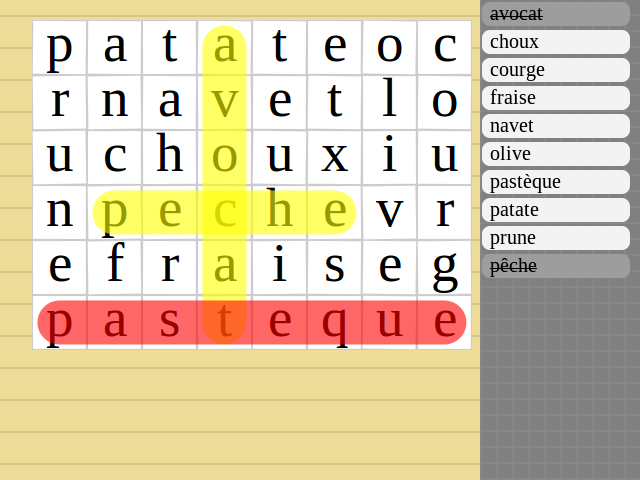 p a t a t e o c
r n a v e t l o
u c h o u x i u
n p e c h e v r
e f r a i s e g
p a s t e q u e
avocat
choux
courge
fraise
navet
olive
pastèque
patate
prune
pêche